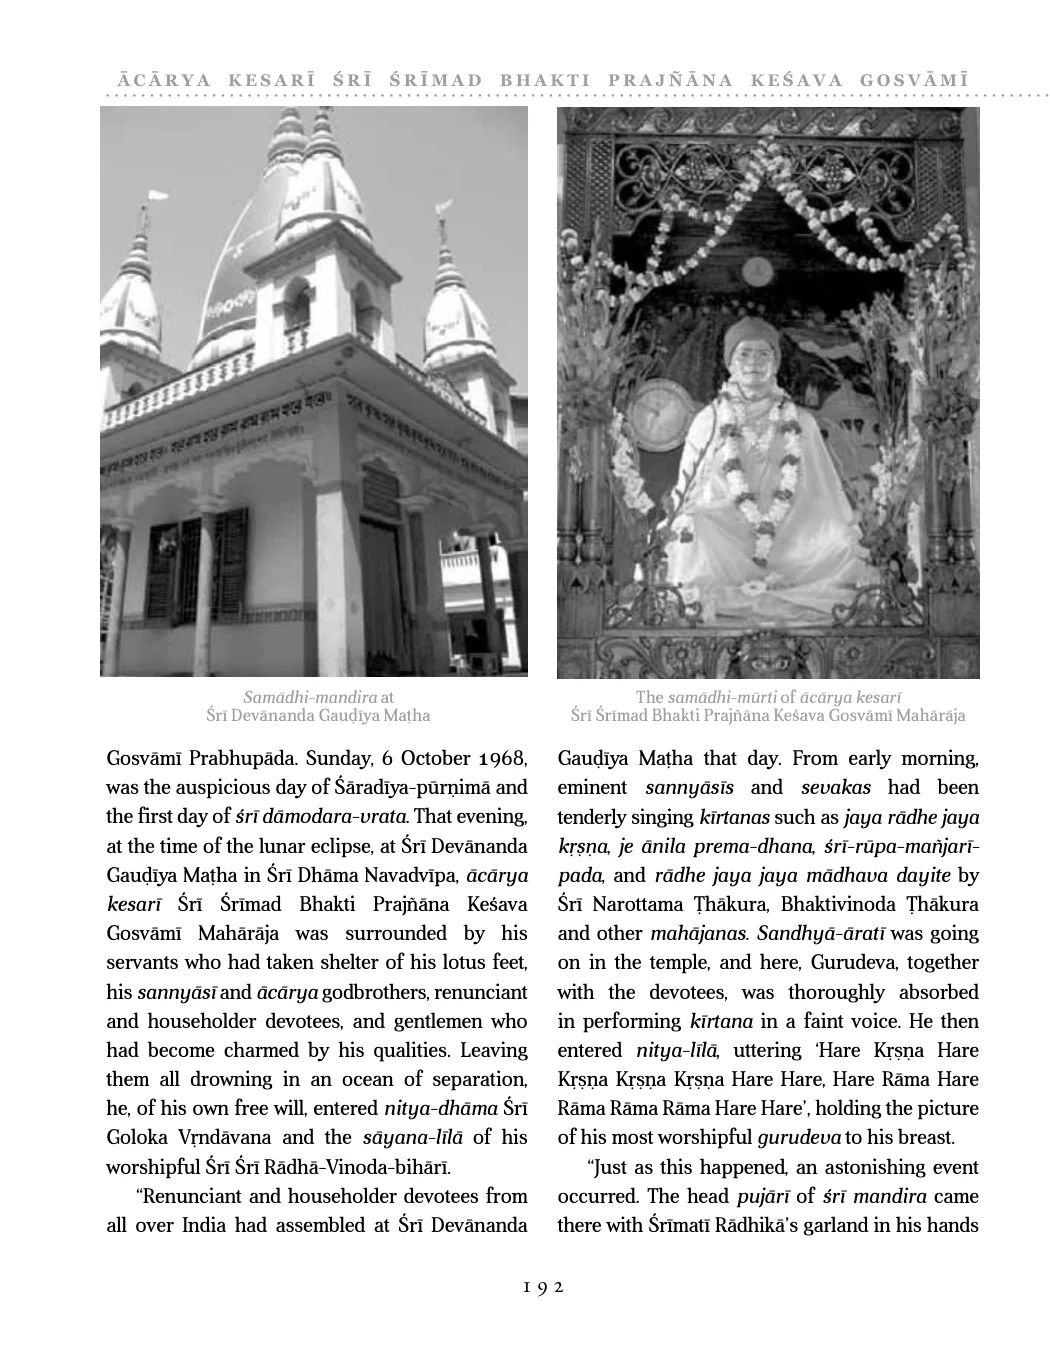 ĀCĀRYA KESARĪ ŚRĪ ŚRĪMAD BHAKTI PRAJÑĀNA KEŚAVA GOSVĀMĪ
Samādhi-mandira at
Śrī Devānanda Gauḍīya Maṭha
The samādhi-mūrti of ācārya kesarī
Śrī Śrīmad Bhakti Prajñāna Keśava Gosvāmī Mahārāja
Gosvāmī Prabhupāda. Sunday, 6 October 1968,
was the auspicious day of Śāradīya-pūrṇimā and
the first day of śrī dāmodara-vrata. That evening,
at the time of the lunar eclipse, at Śrī Devānanda
Gauḍīya Maṭha in Śrī Dhāma Navadvīpa, ācārya
kesarī Śrī Śrīmad Bhakti Prajñāna Keśava
Gosvāmī Mahārāja was surrounded by his
servants who had taken shelter of his lotus feet,
his sannyāsī and ācārya godbrothers, renunciant
and householder devotees, and gentlemen who
had become charmed by his qualities. Leaving
them all drowning in an ocean of separation,
he, of his own free will, entered nitya-dhāma Śrī
Goloka Vṛndāvana and the sāyana-līlā of his
worshipful Śrī Śrī Rādhā-Vinoda-bihārī.
“Renunciant and householder devotees from
all over India had assembled at Śrī Devānanda
Gauḍīya Maṭha that day. From early morning,
eminent sannyāsīs and sevakas had been
tenderly singing kīrtanas such as jaya rādhe jaya
kṛṣṇa, je ānila prema-dhana, śrī-rūpa-mañjarī-
pada, and rādhe jaya jaya mādhava dayite by
Śrī Narottama Ṭhākura, Bhaktivinoda Ṭhākura
and other mahājanas. Sandhyā-āratī was going
on in the temple, and here, Gurudeva, together
with the devotees, was thoroughly absorbed
in performing kīrtana in a faint voice. He then
entered nitya-līlā, uttering ‘Hare Kṛṣṇa Hare
Kṛṣṇa Kṛṣṇa Kṛṣṇa Hare Hare, Hare Rāma Hare
Rāma Rāma Rāma Hare Hare’, holding the picture
of his most worshipful gurudeva to his breast.
“Just as this happened, an astonishing event
occurred. The head pujārī of śrī mandira came
there with Śrīmatī Rādhikā’s garland in his hands
192